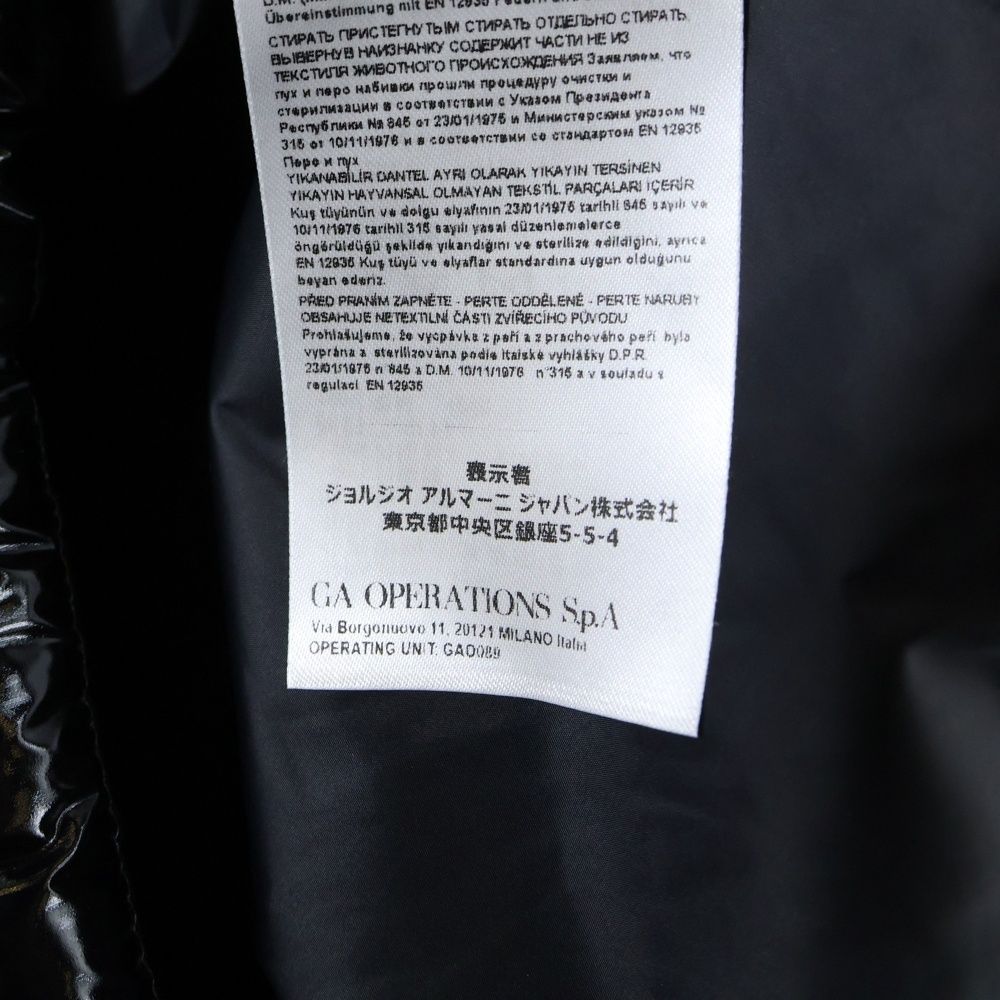 Übereinstimmung mit EN 12935 Federn und
СТИРАТЬ ПРИСТЕГНУТЫМ СТИРАТЬ ОТДЕЛЬНО СТИРАТЬ
ВЫВЕРНУВ НАИЗНАНКУ СОДЕРЖИТ ЧАСТИ НЕ ИЗ
ТЕКСТИЛЯ ЖИВОТНОГО ПРОИСХОЖДЕНИЯ Заявляем, что
пух и перо набивки прошли процедуру очистки и
стерилизации в соответствии с Указом Президента
Республики № 845 от 23/01/1976 и Министерским указом №
315 от 10/11/1976 и в соответствии со стандартом EN 12935
Перо и пух
YIKANABİLİR DANTEL AYRI OLARAK YIKAYIN TERSİNEN
YIKAYIN HAYVANSAL OLMAYAN TEKSTİL PARÇALARI İÇERİR
Kuş tüyünün ve dolgu elyafının 23/01/1976 tarihli 845 sayılı ve
10/11/1976 tarihli 315 sayılı yasal düzenlemelerce
öngörüldüğü şekilde yıkandığını ve sterilize edildiğini, ayrıca
EN 12935 Kuş tüyü ve elyaflar standardına uygun olduğunu
beyan ederiz.
PŘED PRANÍM ZAPNĚTE - PERTE ODDĚLENĚ - PERTE NARUBY
OBSAHUJE NETEXTILNÍ ČÁSTI ZVÍŘECÍHO PŮVODU
Prohlašujeme, že vycpávka z peří a z prachového peří byla
vyprána a sterilizována podle italské vyhlášky D.P.R.
23/01/1976 n°845 a D.M. 10/11/1976 n°315 a v souladu s
regulací EN 12935
表示者
ジョルジオ アルマーニ ジャパン株式会社
東京都中央区銀座5-5-4
GA OPERATIONS S.p.A
Via Borgonuovo 11, 20121 MILANO Italia
OPERATING UNIT: GAO089